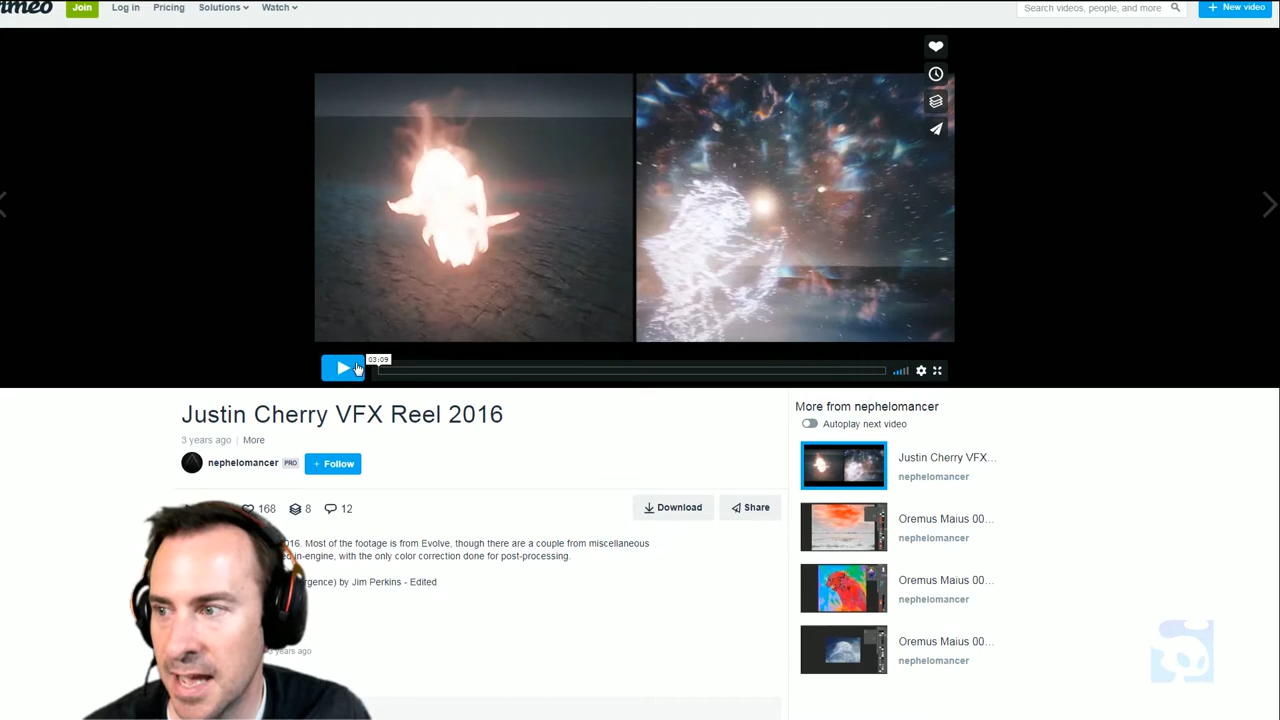 Join Log in Pricing Solutions Watch Search videos, people, and more + New video
03:09
Justin Cherry VFX Reel 2016
3 years ago | More
nephelomancer PRO + Follow
168 8 12 Download Share
016. Most of the footage is from Evolve, though there are a couple from miscellaneous
in-engine, with the only color correction done for post-processing.
by Jim Perkins - Edited
years ago
More from nephelomancer
Autoplay next video
Justin Cherry VFX...
nephelomancer
Oremus Maius 00...
nephelomancer
Oremus Maius 00...
nephelomancer
Oremus Maius 00...
nephelomancer